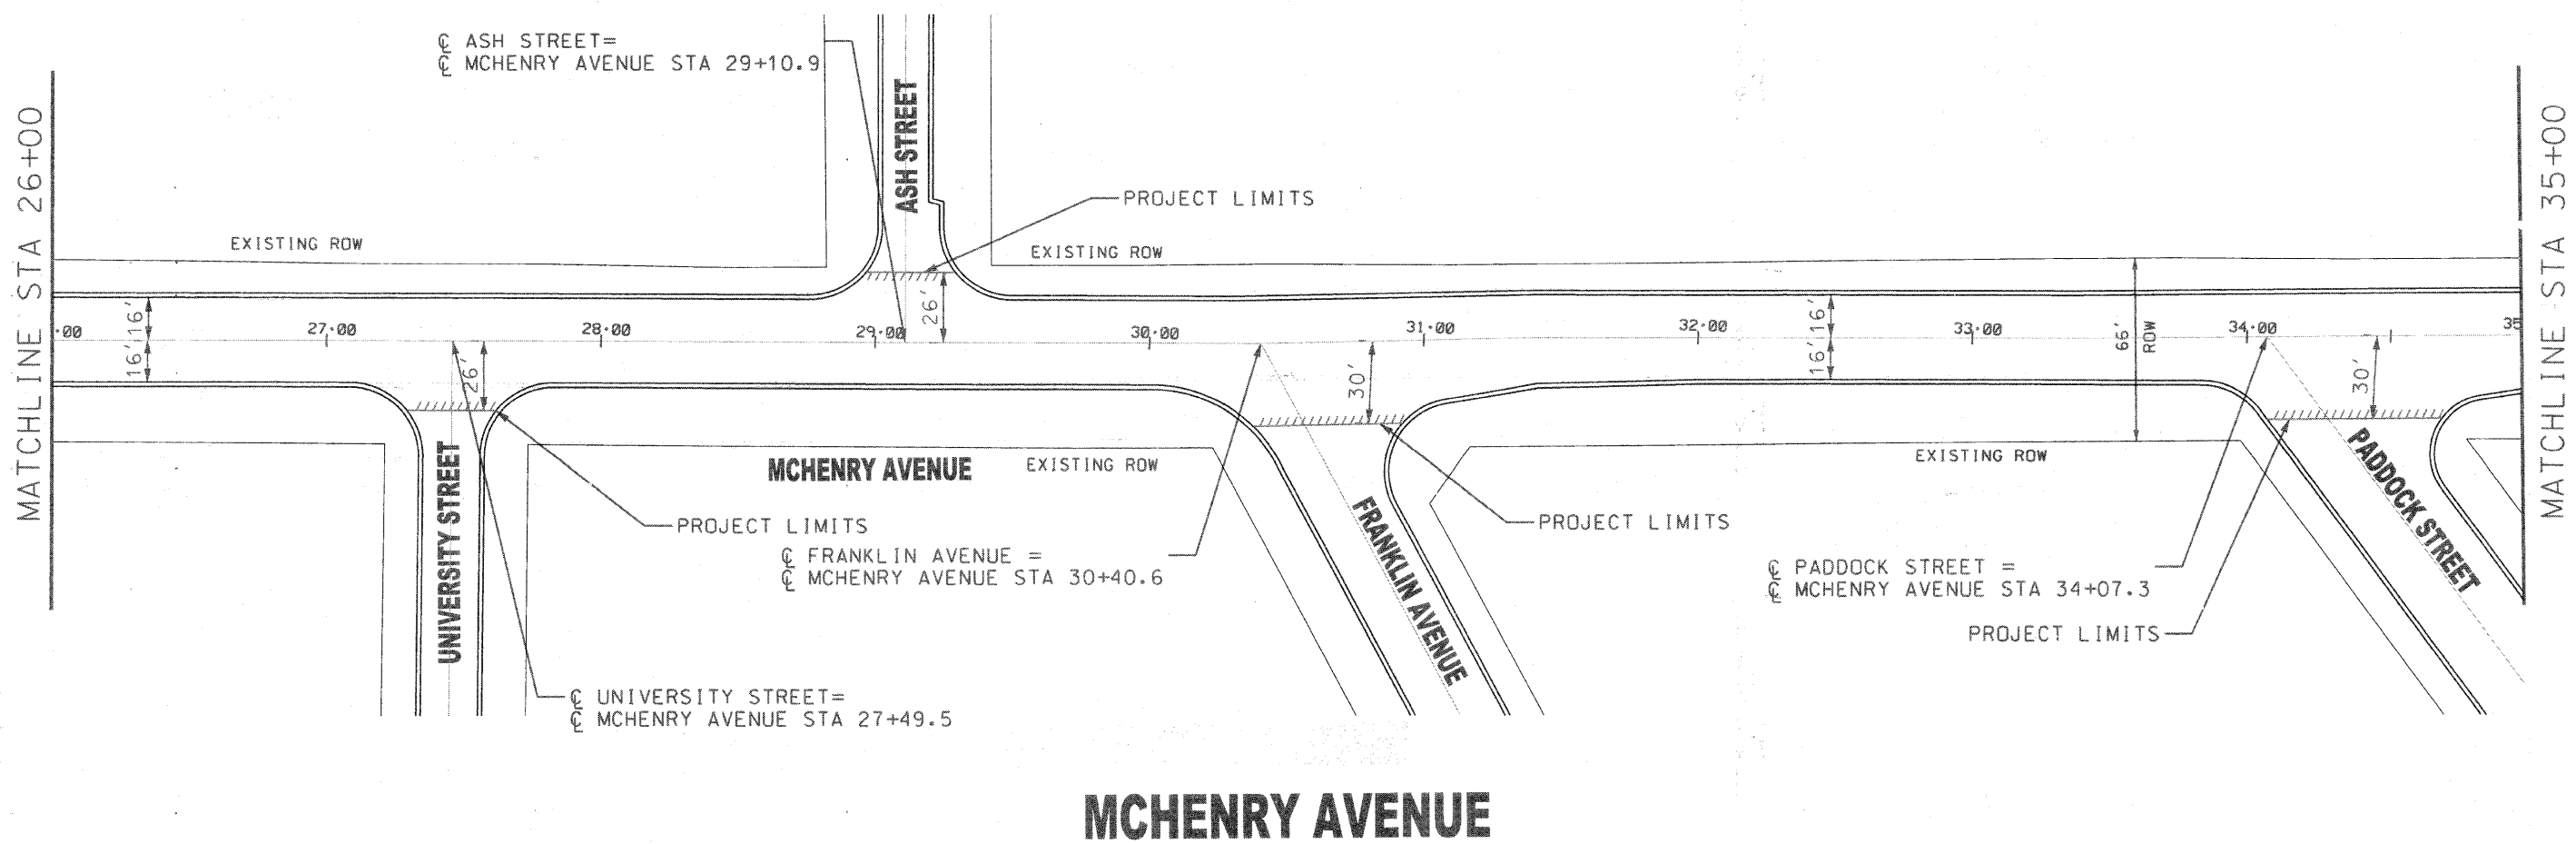 ℄ ASH STREET=
℄ MCHENRY AVENUE STA 29+10.9
MATCHLINE STA 26+00
ASH STREET
MATCHLINE STA 35+00
PROJECT LIMITS
EXISTING ROW
EXISTING ROW
16'
16'
26'
16'
16'
66'
ROW
.00
27+00
28+00
29+00
30+00
31+00
32+00
33+00
34+00
35
26'
30'
30'
UNIVERSITY STREET
MCHENRY AVENUE
EXISTING ROW
EXISTING ROW
PROJECT LIMITS
FRANKLIN AVENUE
PROJECT LIMITS
PADDOCK STREET
℄ FRANKLIN AVENUE =
℄ MCHENRY AVENUE STA 30+40.6
℄ PADDOCK STREET =
℄ MCHENRY AVENUE STA 34+07.3
PROJECT LIMITS
℄ UNIVERSITY STREET=
℄ MCHENRY AVENUE STA 27+49.5
MCHENRY AVENUE